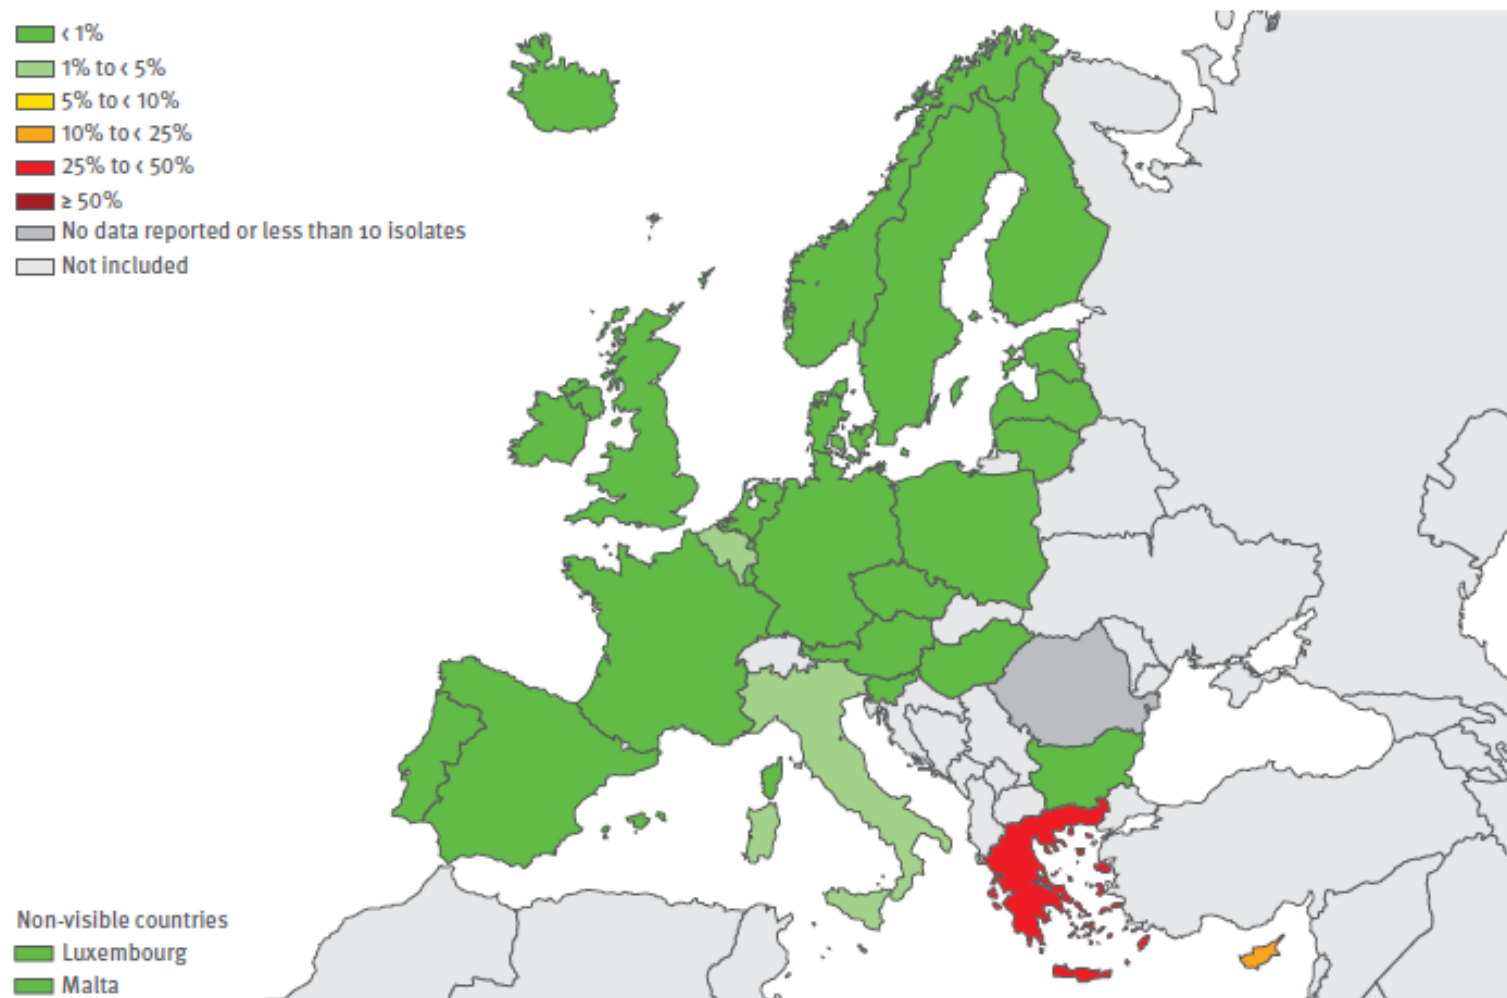 < 1%
1% to < 5%
5% to < 10%
10% to < 25%
25% to < 50%
≥ 50%
No data reported or less than 10 isolates
Not included
Non-visible countries
Luxembourg
Malta